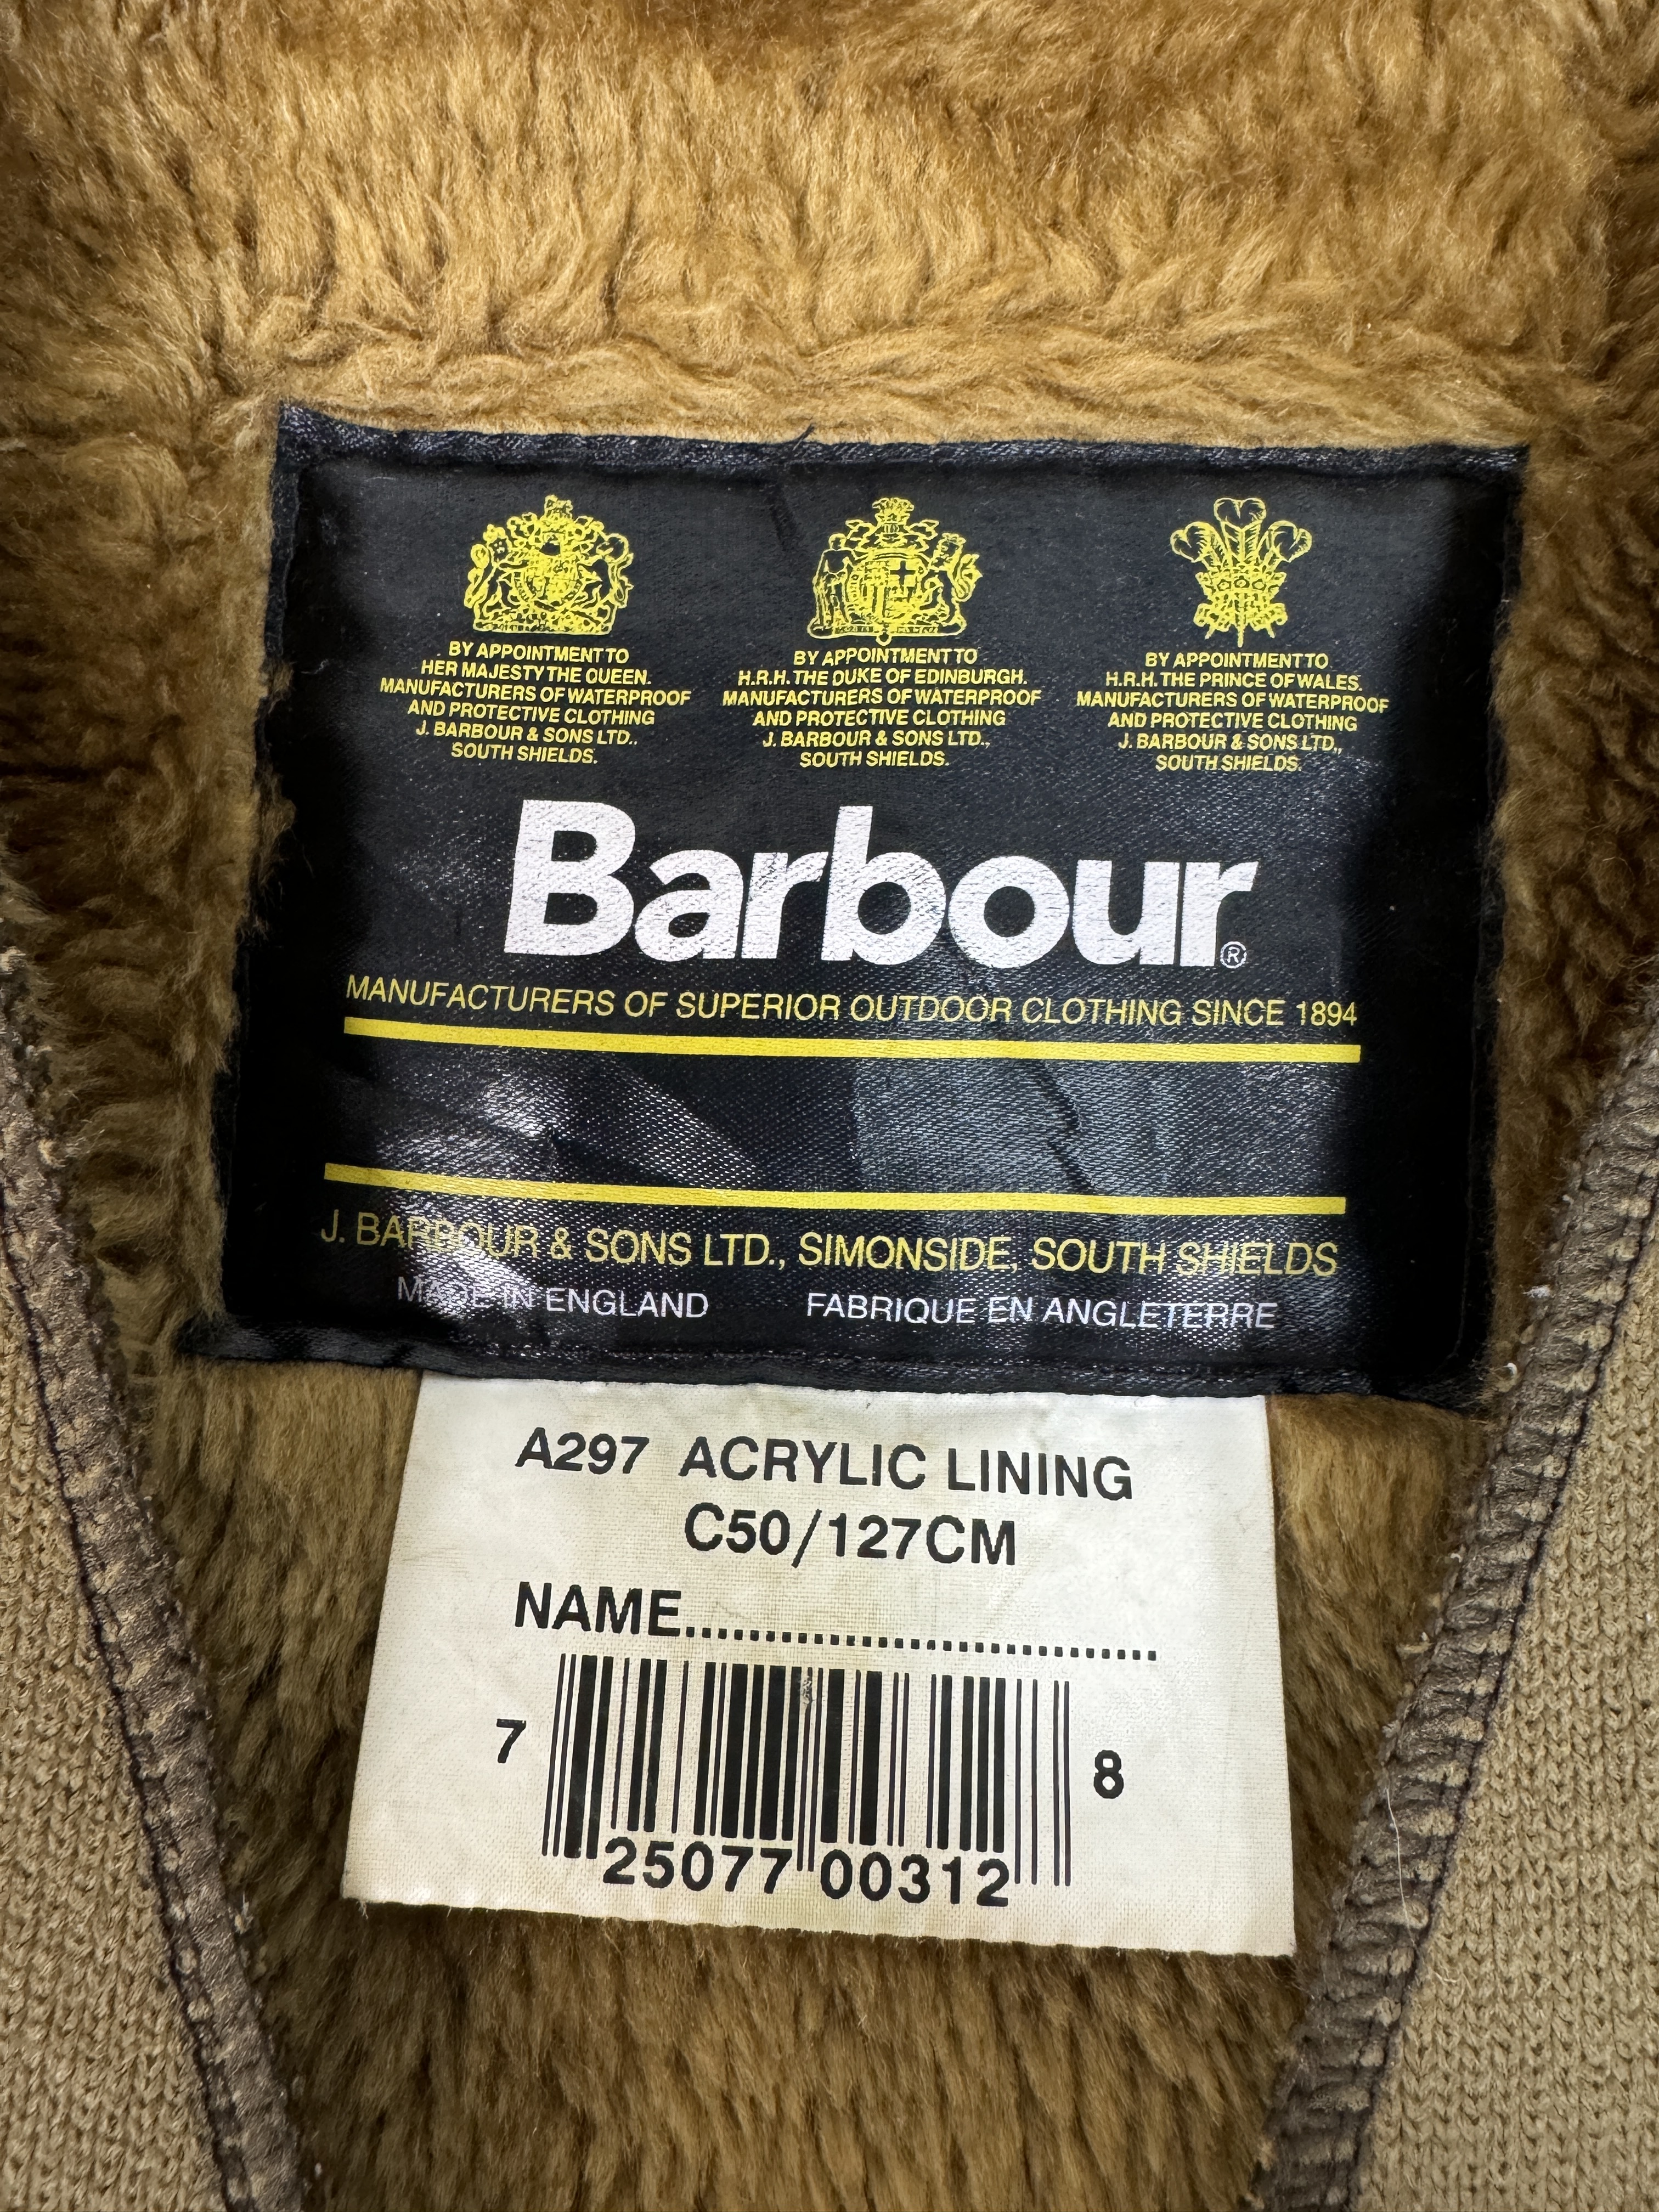 BY APPOINTMENT TO
HER MAJESTY THE QUEEN.
MANUFACTURERS OF WATERPROOF
AND PROTECTIVE CLOTHING
J. BARBOUR & SONS LTD.,
SOUTH SHIELDS.
BY APPOINTMENT TO
H.R.H. THE DUKE OF EDINBURGH.
MANUFACTURERS OF WATERPROOF
AND PROTECTIVE CLOTHING
J. BARBOUR & SONS LTD.,
SOUTH SHIELDS.
BY APPOINTMENT TO
H.R.H. THE PRINCE OF WALES.
MANUFACTURERS OF WATERPROOF
AND PROTECTIVE CLOTHING
J. BARBOUR & SONS LTD.,
SOUTH SHIELDS.
Barbour®
MANUFACTURERS OF SUPERIOR OUTDOOR CLOTHING SINCE 1894
J. BARBOUR & SONS LTD., SIMONSIDE, SOUTH SHIELDS
MADE IN ENGLAND FABRIQUE EN ANGLETERRE
A297 ACRYLIC LINING
C50/127CM
NAME..............................
7 25077 00312 8